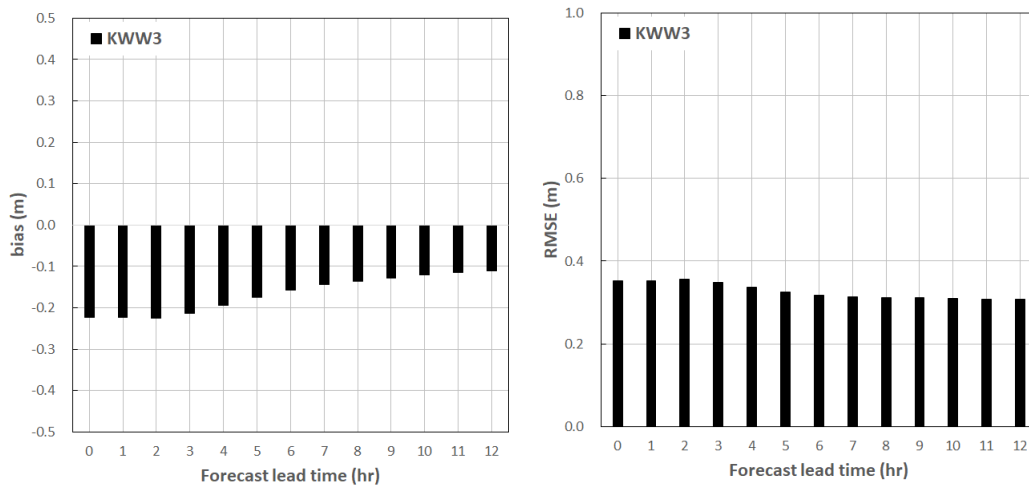 0.5
0.4
0.3
0.2
0.1
0.0
-0.1
-0.2
-0.3
-0.4
-0.5
bias (m)
KWW3
0 1 2 3 4 5 6 7 8 9 10 11 12
Forecast lead time (hr)
1.0
0.8
0.6
0.4
0.2
0.0
RMSE (m)
KWW3
0 1 2 3 4 5 6 7 8 9 10 11 12
Forecast lead time (hr)